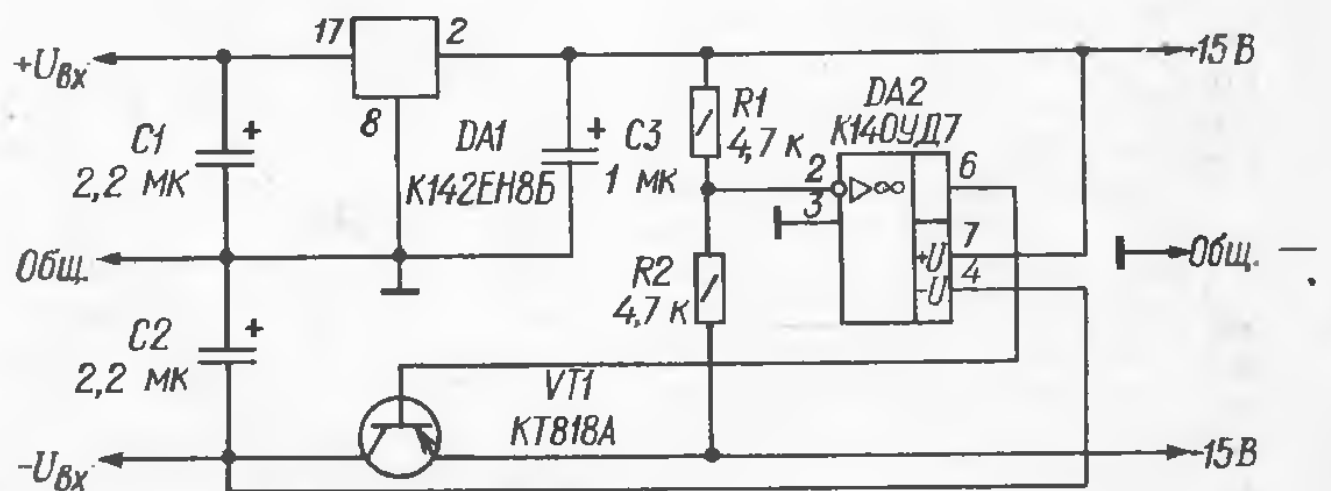 +Uвх
17
2
8
+15 В
C1
2,2 мк
+
DA1
К142ЕН8Б
+
C3
1 мк
R1
4,7 к
DA2
К140УД7
2
3
▷∞
6
7
+U
4
-U
Общ.
Общ.
C2
2,2 мк
+
R2
4,7 к
VT1
КТ818А
-Uвх
-15 В